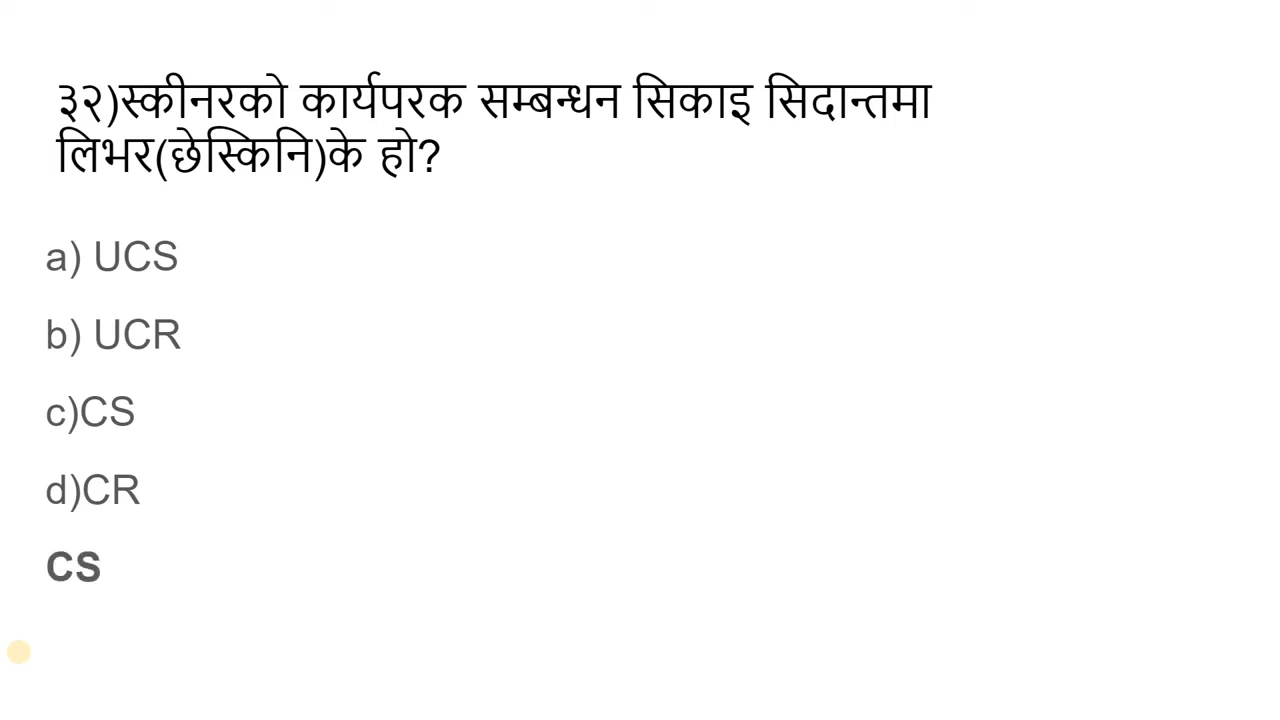 ३२)स्कीनरको कार्यपरक सम्बन्धन सिकाइ सिदान्तमा
लिभर(छेस्किनि)के हो?
a) UCS
b) UCR
c)CS
d)CR
CS